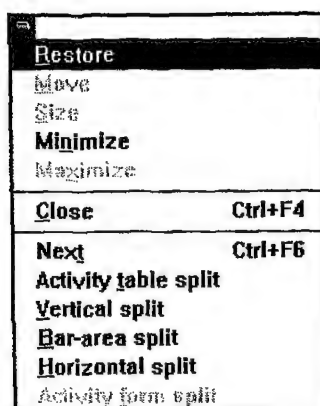 Restore
Move
Size
Minimize
Maximize
Close Ctrl+F4
Next Ctrl+F6
Activity table split
Vertical split
Bar-area split
Horizontal split
Activity form split